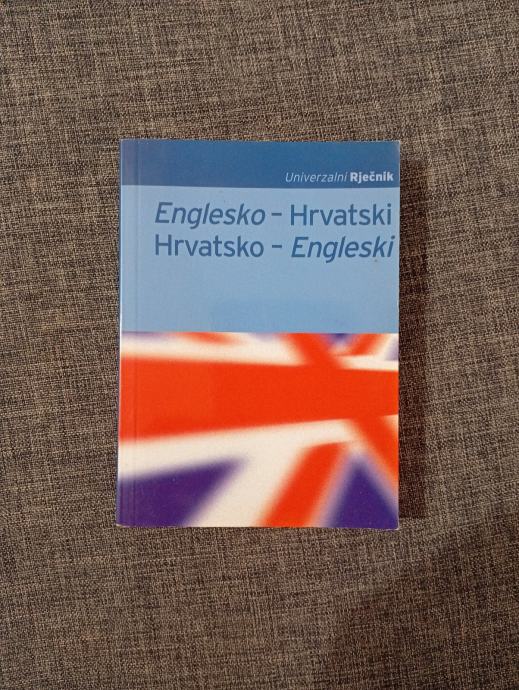 Univerzalni Rječnik
Englesko – Hrvatski
Hrvatsko – Engleski